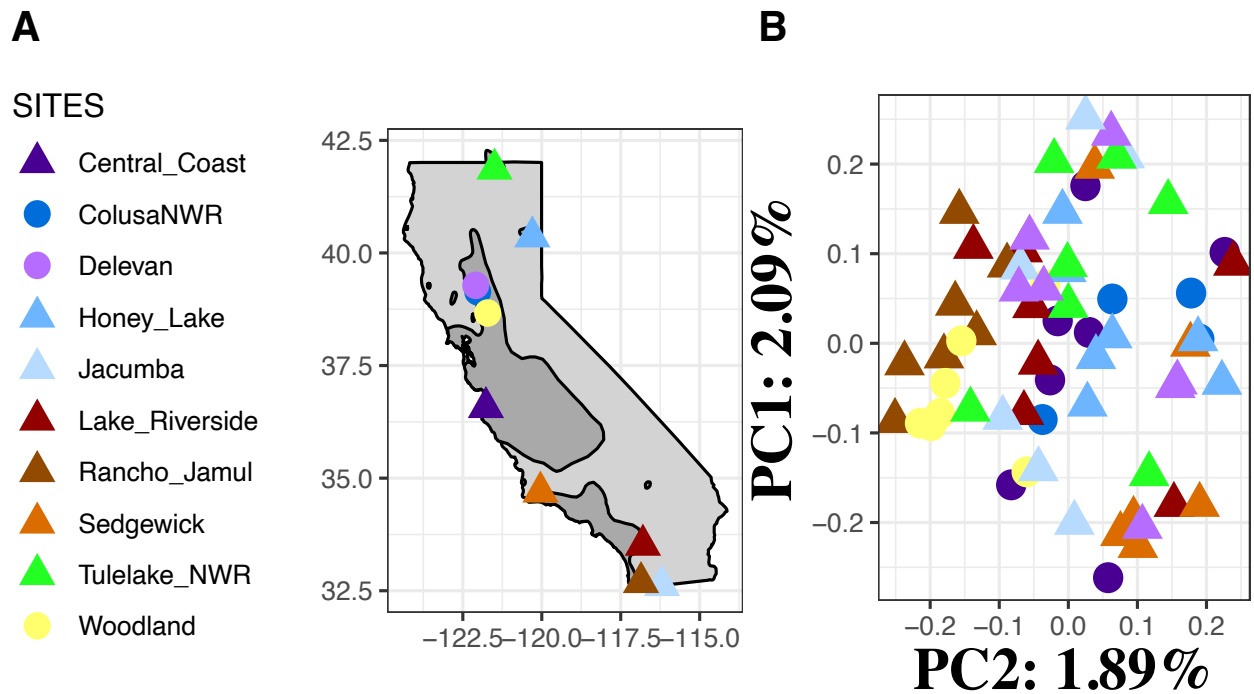 A
B
SITES
Central_Coast
ColusaNWR
Delevan
Honey_Lake
Jacumba
Lake_Riverside
Rancho_Jamul
Sedgewick
Tulelake_NWR
Woodland
42.5
40.0
37.5
35.0
32.5
−122.5−120.0−117.5−115.0
PC1: 2.09%
0.2
0.1
0.0
−0.1
−0.2
−0.2 −0.1 0.0 0.1 0.2
PC2: 1.89%